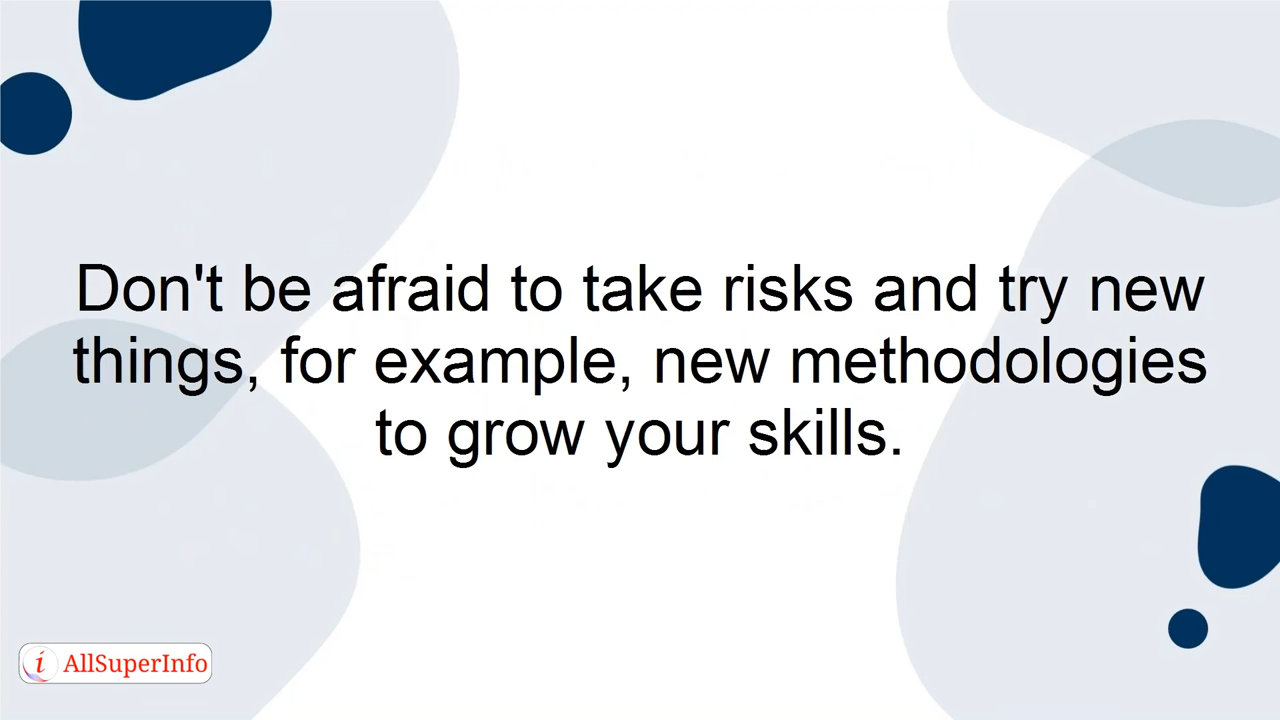 Don't be afraid to take risks and try new
things, for example, new methodologies
to grow your skills.
i AllSuperInfo